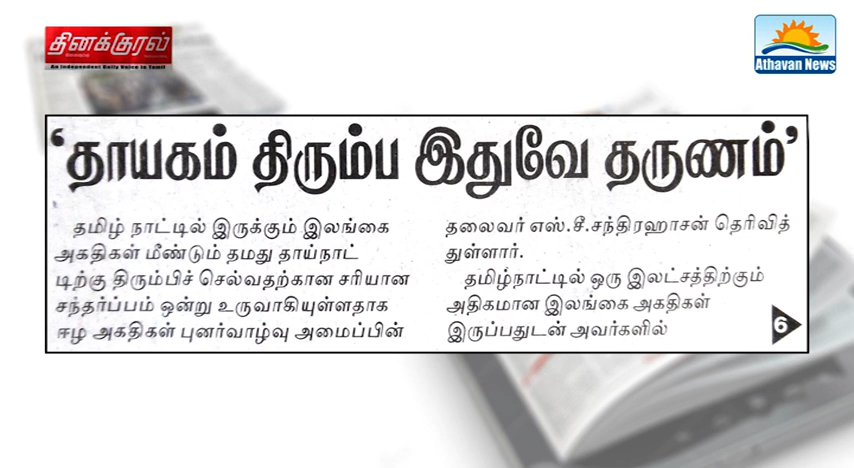 தினக்குரல்
An Independent Daily Voice in Tamil
Athavan News
‘தாயகம் திரும்ப இதுவே தருணம்’
தமிழ் நாட்டில் இருக்கும் இலங்கை
அகதிகள் மீண்டும் தமது தாய்நாட்
டிற்கு திரும்பிச் செல்வதற்கான சரியான
சந்தர்ப்பம் ஒன்று உருவாகியுள்ளதாக
ஈழ அகதிகள் புனர்வாழ்வு அமைப்பின்
தலைவர் எஸ்.சீ.சந்திரஹாசன் தெரிவித்
துள்ளார்.
தமிழ்நாட்டில் ஒரு இலட்சத்திற்கும்
அதிகமான இலங்கை அகதிகள்
இருப்பதுடன் அவர்களில்
6